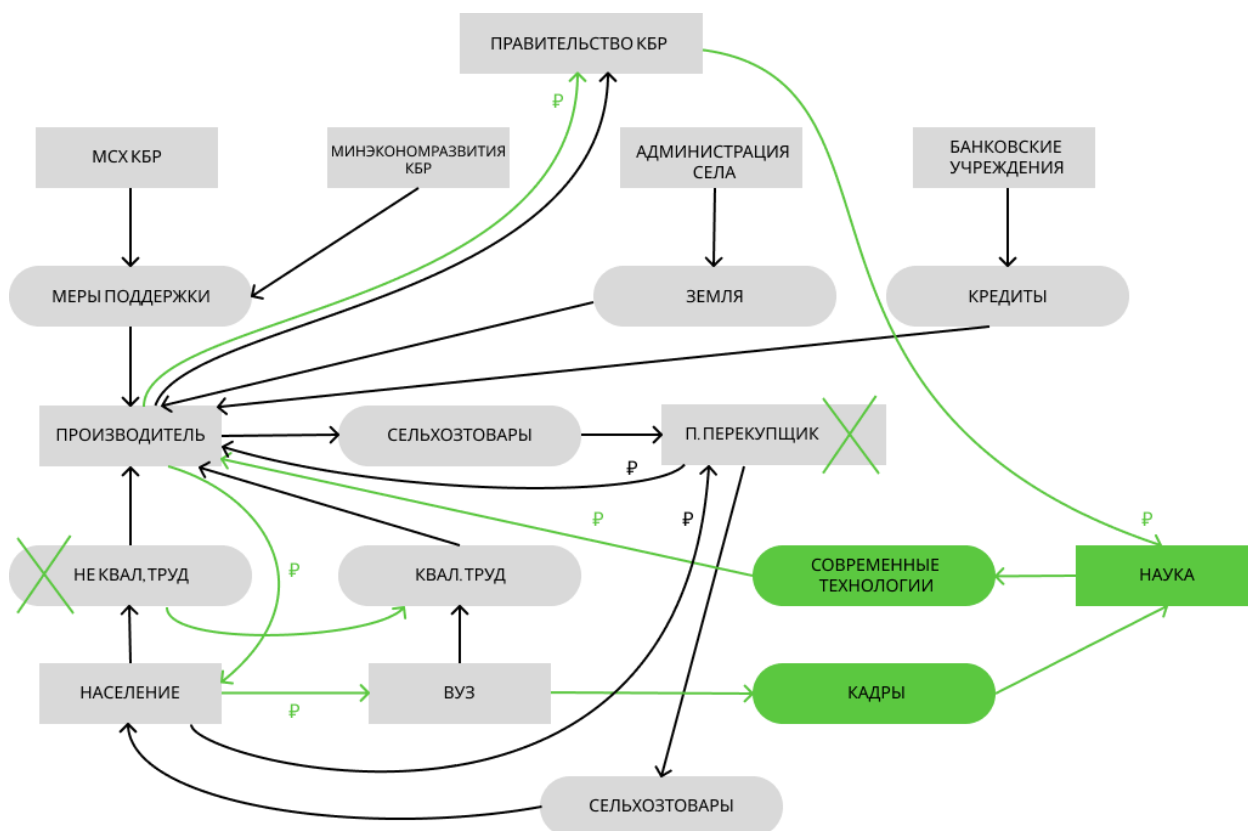 ПРАВИТЕЛЬСТВО КБР
₽
МСХ КБР
МИНЭКОНОМРАЗВИТИЯ
КБР
АДМИНИСТРАЦИЯ
СЕЛА
БАНКОВСКИЕ
УЧРЕЖДЕНИЯ
МЕРЫ ПОДДЕРЖКИ
ЗЕМЛЯ
КРЕДИТЫ
ПРОИЗВОДИТЕЛЬ
СЕЛЬХОЗТОВАРЫ
П. ПЕРЕКУПЩИК
₽
₽
₽
₽
₽
НЕ КВАЛ, ТРУД
КВАЛ. ТРУД
СОВРЕМЕННЫЕ
ТЕХНОЛОГИИ
НАУКА
НАСЕЛЕНИЕ
₽
ВУЗ
КАДРЫ
СЕЛЬХОЗТОВАРЫ